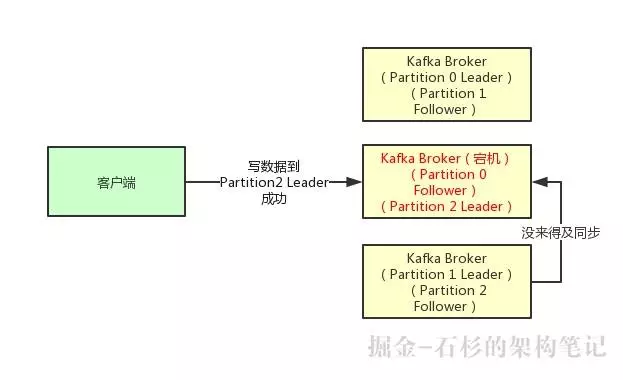 Kafka Broker
（Partition 0 Leader）
（Partition 1
Follower）
客户端
写数据到
Partition2 Leader
成功
Kafka Broker（宕机）
（Partition 0
Follower）
（Partition 2 Leader）
没来得及同步
Kafka Broker
（Partition 1 Leader）
（Partition 2
Follower）
掘金-石杉的架构笔记